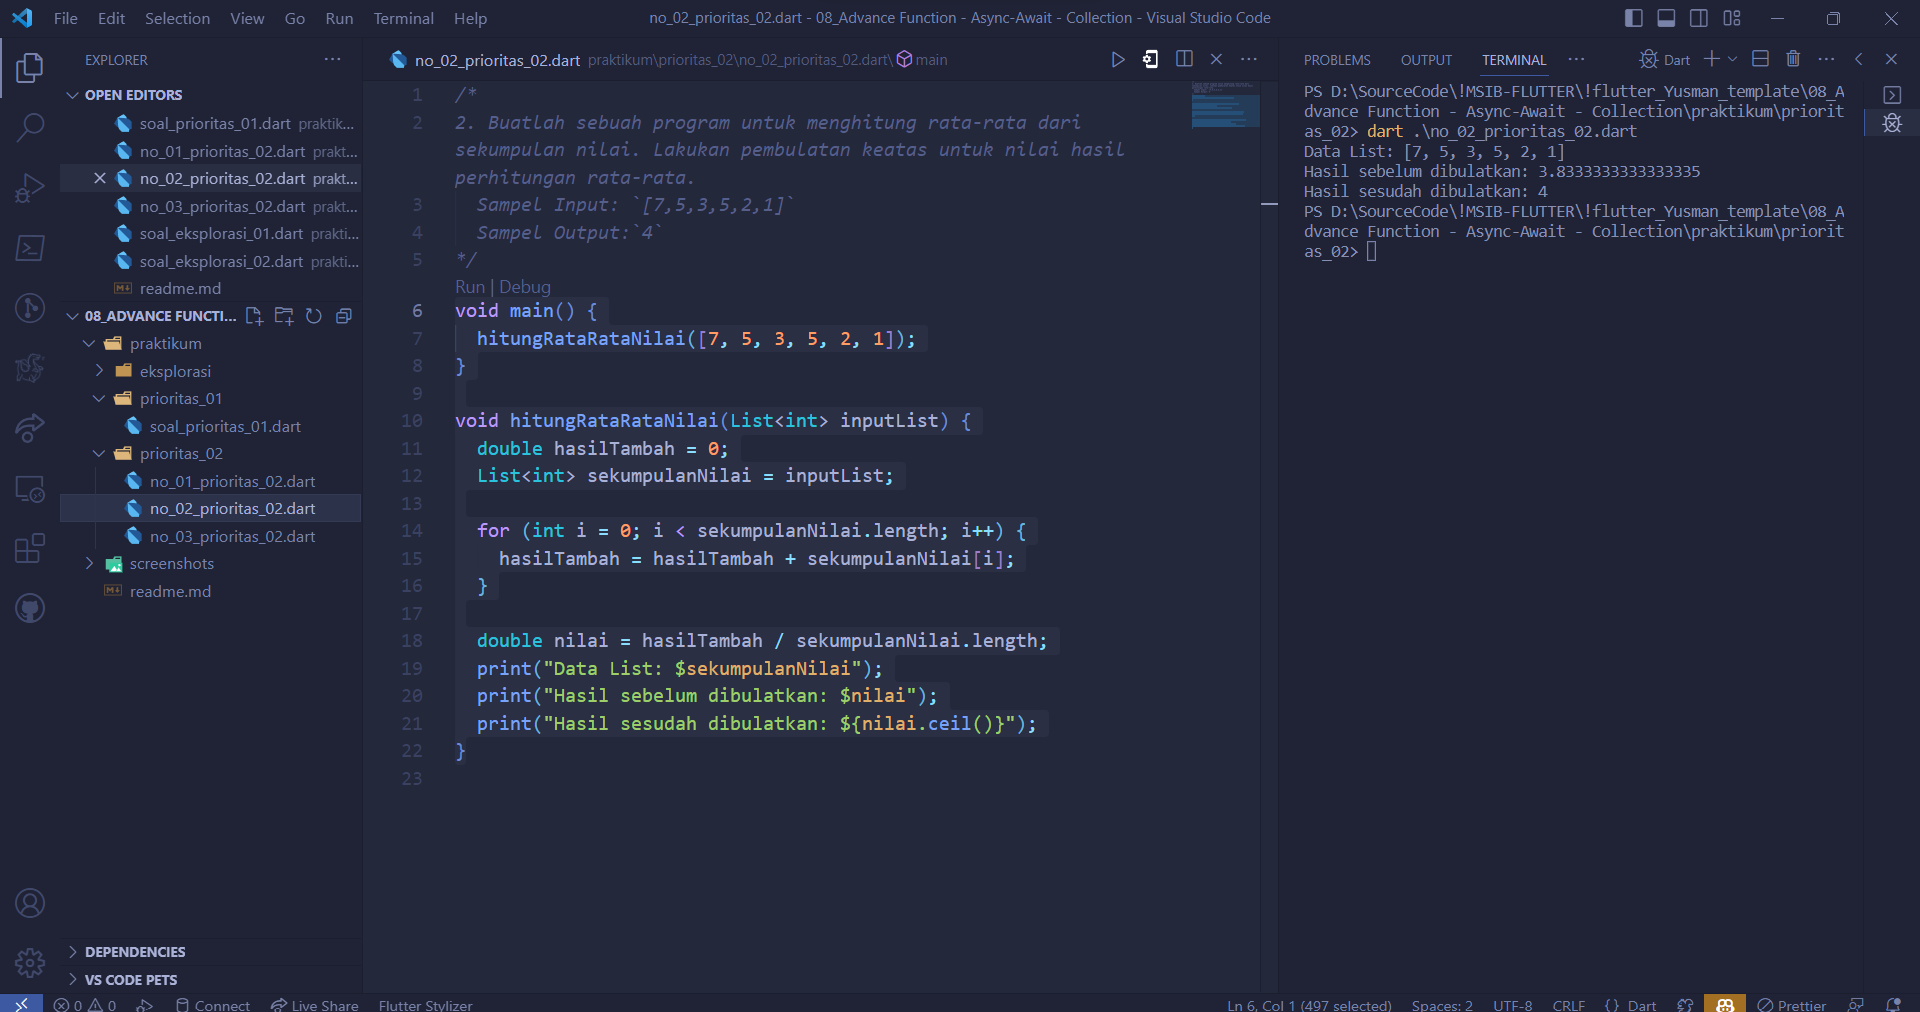 File Edit Selection View Go Run Terminal Help
no_02_prioritas_02.dart - 08_Advance Function - Async-Await - Collection - Visual Studio Code
EXPLORER
OPEN EDITORS
soal_prioritas_01.dart praktik...
no_01_prioritas_02.dart prakt...
no_02_prioritas_02.dart prakt...
no_03_prioritas_02.dart prakt...
soal_eksplorasi_01.dart prakti...
soal_eksplorasi_02.dart prakti...
readme.md
08_ADVANCE FUNCTI...
praktikum
eksplorasi
prioritas_01
soal_prioritas_01.dart
prioritas_02
no_01_prioritas_02.dart
no_02_prioritas_02.dart
no_03_prioritas_02.dart
screenshots
readme.md
DEPENDENCIES
VS CODE PETS
no_02_prioritas_02.dart praktikum\prioritas_02\no_02_prioritas_02.dart\ main
1 /*
2 2. Buatlah sebuah program untuk menghitung rata-rata dari
sekumpulan nilai. Lakukan pembulatan keatas untuk nilai hasil
perhitungan rata-rata.
3 Sampel Input: `[7,5,3,5,2,1]`
4 Sampel Output:`4`
5 */
Run | Debug
6 void main() {
7 hitungRataRataNilai([7, 5, 3, 5, 2, 1]);
8 }
9
10 void hitungRataRataNilai(List<int> inputList) {
11 double hasilTambah = 0;
12 List<int> sekumpulanNilai = inputList;
13
14 for (int i = 0; i < sekumpulanNilai.length; i++) {
15 hasilTambah = hasilTambah + sekumpulanNilai[i];
16 }
17
18 double nilai = hasilTambah / sekumpulanNilai.length;
19 print("Data List: $sekumpulanNilai");
20 print("Hasil sebelum dibulatkan: $nilai");
21 print("Hasil sesudah dibulatkan: ${nilai.ceil()}");
22 }
23
PROBLEMS OUTPUT TERMINAL ... Dart
PS D:\SourceCode\!MSIB-FLUTTER\!flutter_Yusman_template\08_A
dvance Function - Async-Await - Collection\praktikum\priorit
as_02> dart .\no_02_prioritas_02.dart
Data List: [7, 5, 3, 5, 2, 1]
Hasil sebelum dibulatkan: 3.8333333333333335
Hasil sesudah dibulatkan: 4
PS D:\SourceCode\!MSIB-FLUTTER\!flutter_Yusman_template\08_A
dvance Function - Async-Await - Collection\praktikum\priorit
as_02>
0 0 Connect Live Share Flutter Stylizer
Ln 6, Col 1 (497 selected) Spaces: 2 UTF-8 CRLF {} Dart Prettier